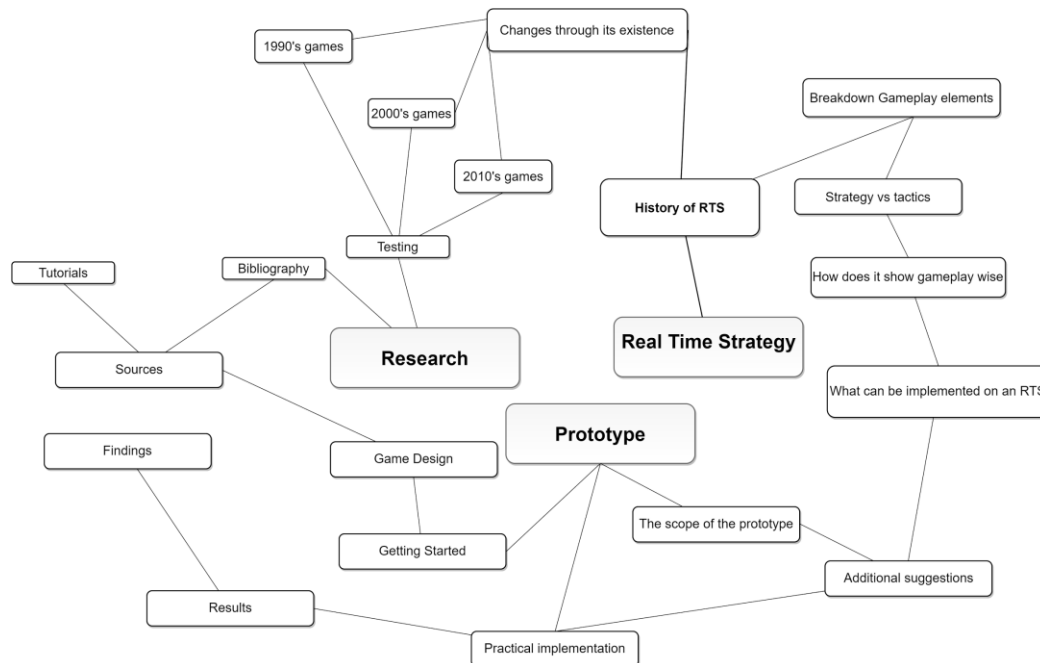 Changes through its existence
1990's games
Breakdown Gameplay elements
2000's games
2010's games
Strategy vs tactics
History of RTS
Testing
Bibliography
Tutorials
How does it show gameplay wise
Real Time Strategy
Research
Sources
What can be implemented on an RTS
Prototype
Findings
Game Design
The scope of the prototype
Getting Started
Additional suggestions
Results
Practical implementation